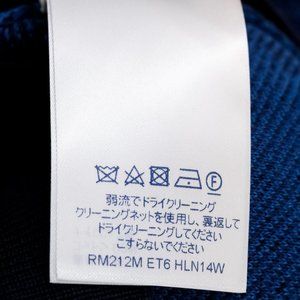 弱流でドライクリーニング
クリーニングネットを使用し、裏返して
ドライクリーニングしてください
こすらないでください
RM212M ET6 HLN14W